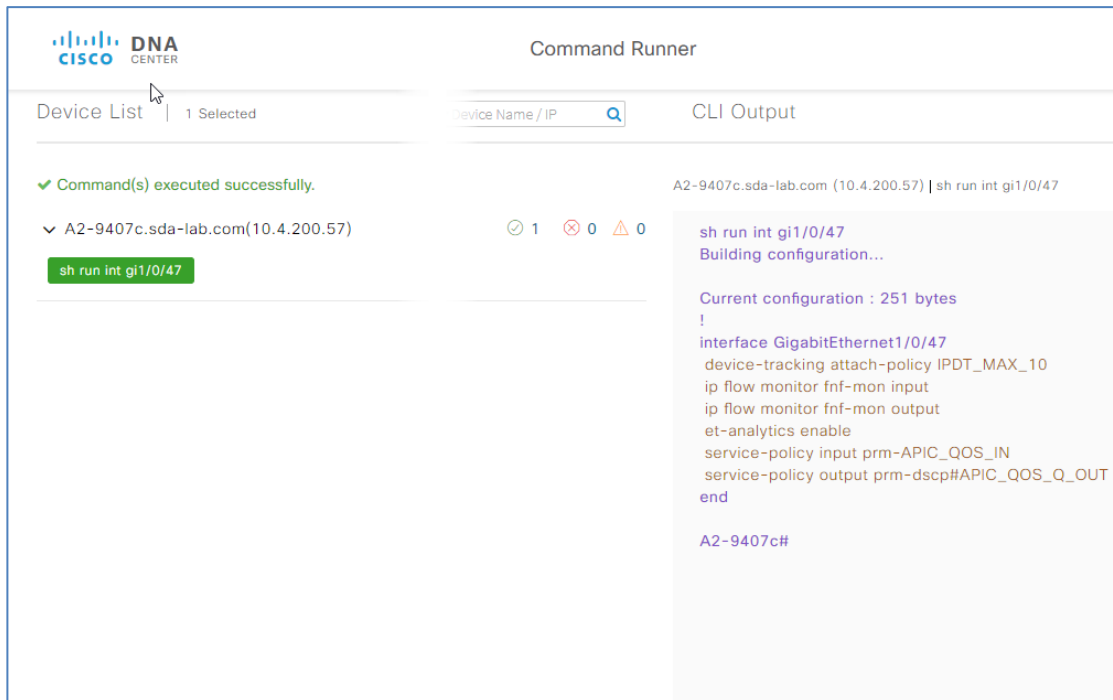 CISCO DNA CENTER
Command Runner
Device List | 1 Selected
Device Name / IP
CLI Output
Command(s) executed successfully.
A2-9407c.sda-lab.com(10.4.200.57) 1 0 0
sh run int gi1/0/47
A2-9407c.sda-lab.com (10.4.200.57) | sh run int gi1/0/47
sh run int gi1/0/47
Building configuration...
Current configuration : 251 bytes
!
interface GigabitEthernet1/0/47
device-tracking attach-policy IPDT_MAX_10
ip flow monitor fnf-mon input
ip flow monitor fnf-mon output
et-analytics enable
service-policy input prm-APIC_QOS_IN
service-policy output prm-dscp#APIC_QOS_Q_OUT
end
A2-9407c#